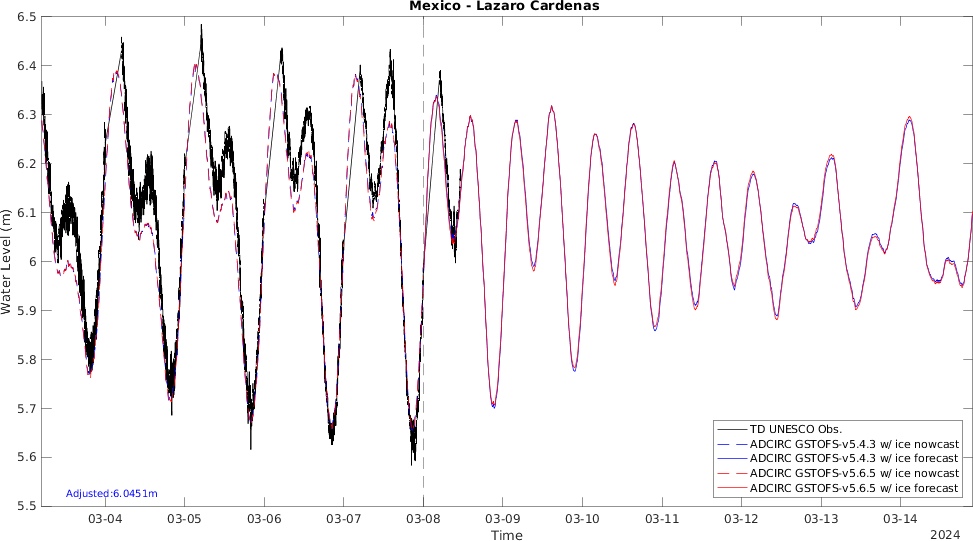 Mexico - Lazaro Cardenas
6.5
6.4
6.3
6.2
6.1
6
5.9
5.8
5.7
5.6
5.5
Water Level (m)
TD UNESCO Obs.
ADCIRC GSTOFS-v5.4.3 w/ ice nowcast
ADCIRC GSTOFS-v5.4.3 w/ ice forecast
ADCIRC GSTOFS-v5.6.5 w/ ice nowcast
ADCIRC GSTOFS-v5.6.5 w/ ice forecast
Adjusted:6.0451m
03-04 03-05 03-06 03-07 03-08 03-09 03-10 03-11 03-12 03-13 03-14
Time
2024